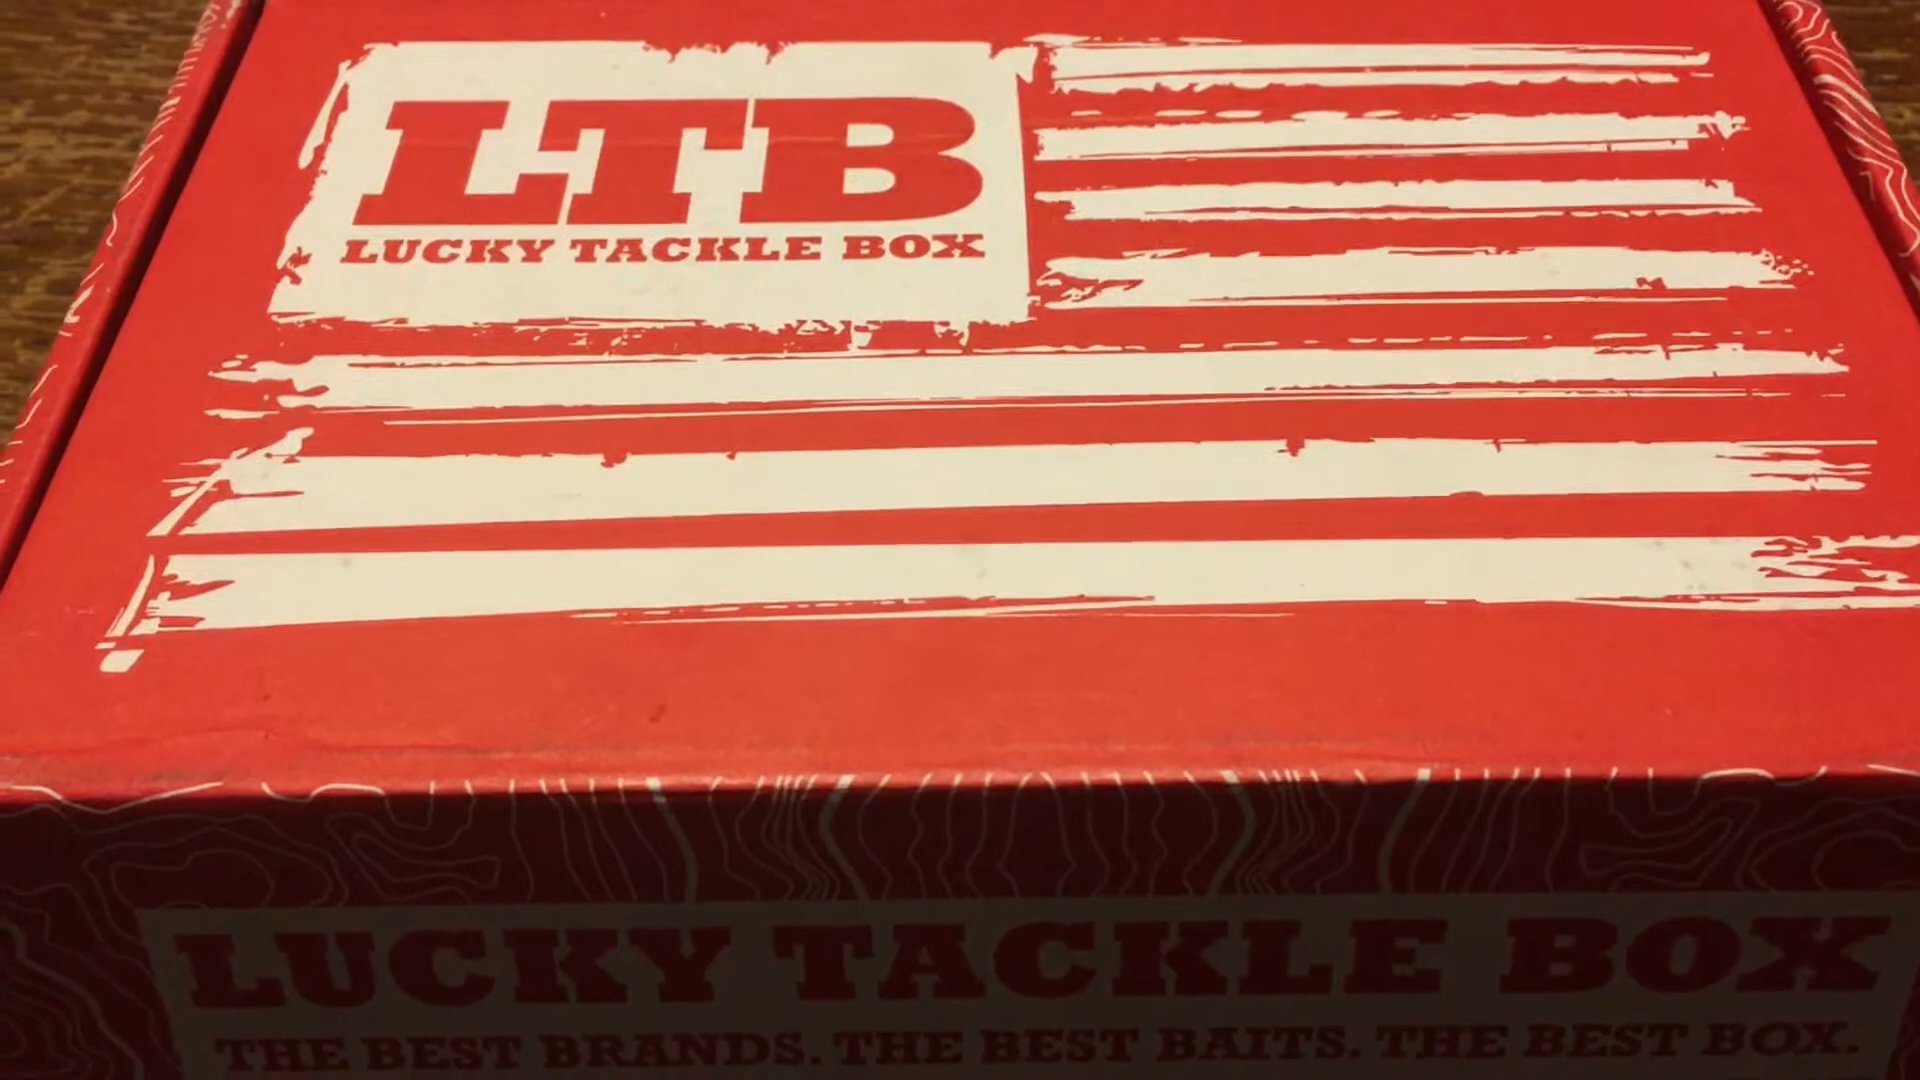 LTB
LUCKY TACKLE BOX
LUCKY TACKLE BOX
THE BEST BRANDS. THE BEST BAITS. THE BEST BOX.